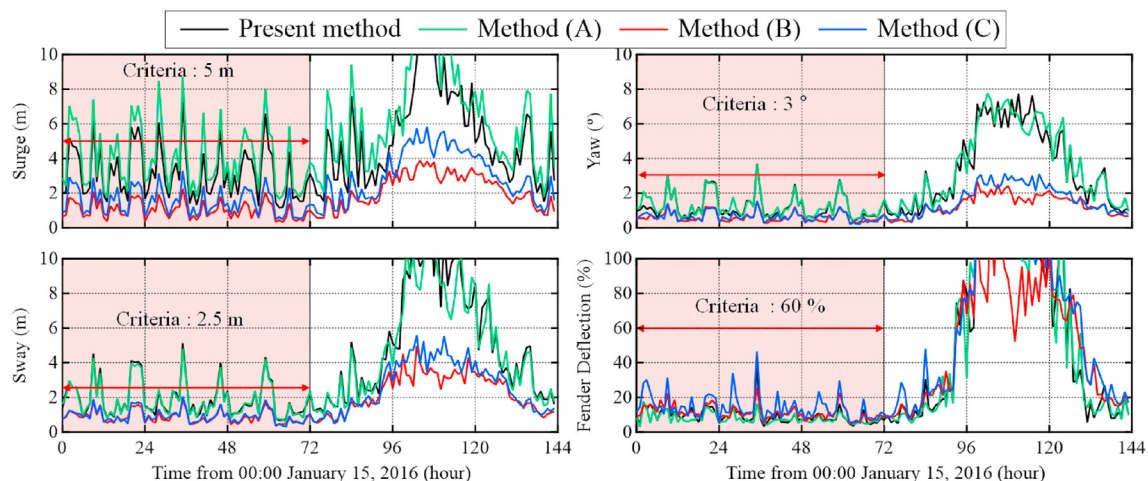 Present method Method (A) Method (B) Method (C)
10
8
6
4
2
0
Surge (m)
Criteria : 5 m
10
8
6
4
2
0
Yaw (°)
Criteria : 3 °
10
8
6
4
2
0
Sway (m)
Criteria : 2.5 m
0 24 48 72 96 120 144
Time from 00:00 January 15, 2016 (hour)
100
80
60
40
20
0
Fender Deflection (%)
Criteria : 60 %
0 24 48 72 96 120 144
Time from 00:00 January 15, 2016 (hour)